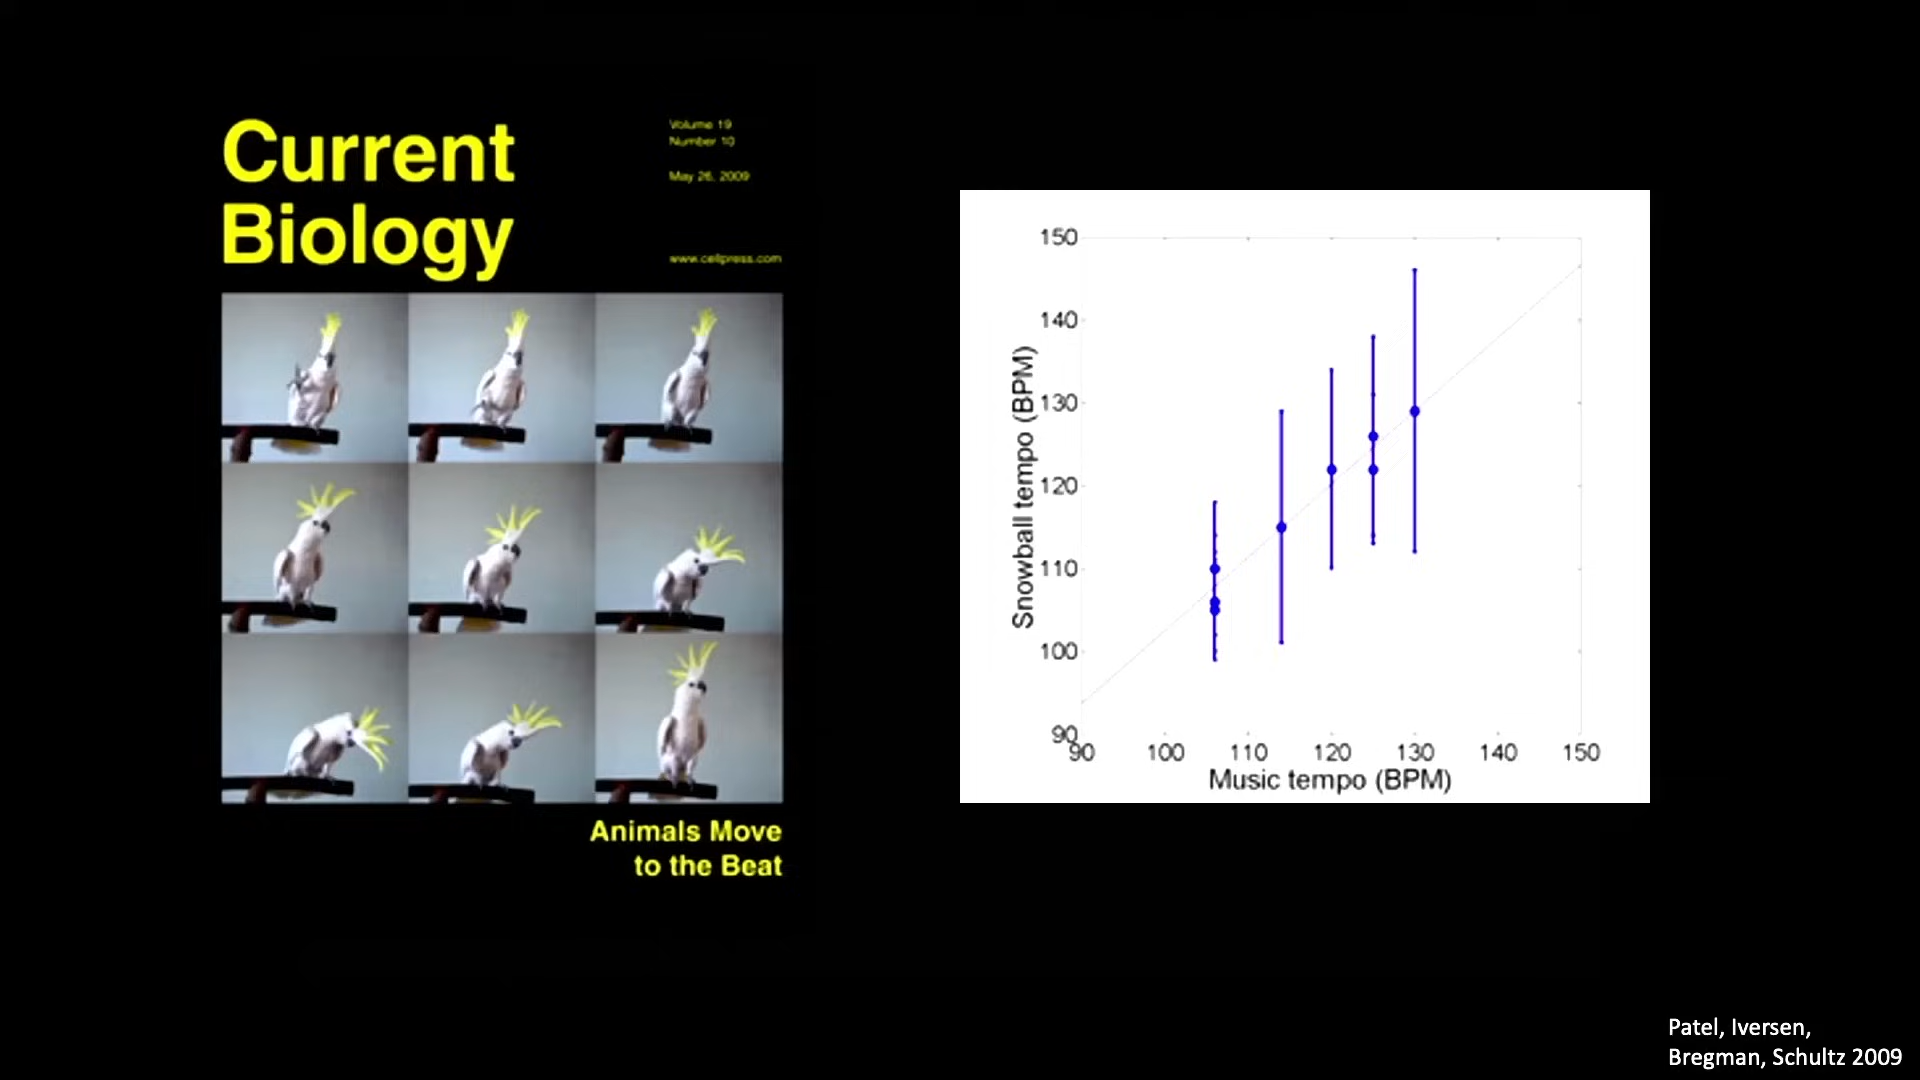 Current
Biology
Volume 19
Number 10
May 26, 2009
www.cellpress.com
Animals Move
to the Beat
150
140
130
120
110
100
90
Snowball tempo (BPM)
90 100 110 120 130 140 150
Music tempo (BPM)
Patel, Iversen,
Bregman, Schultz 2009